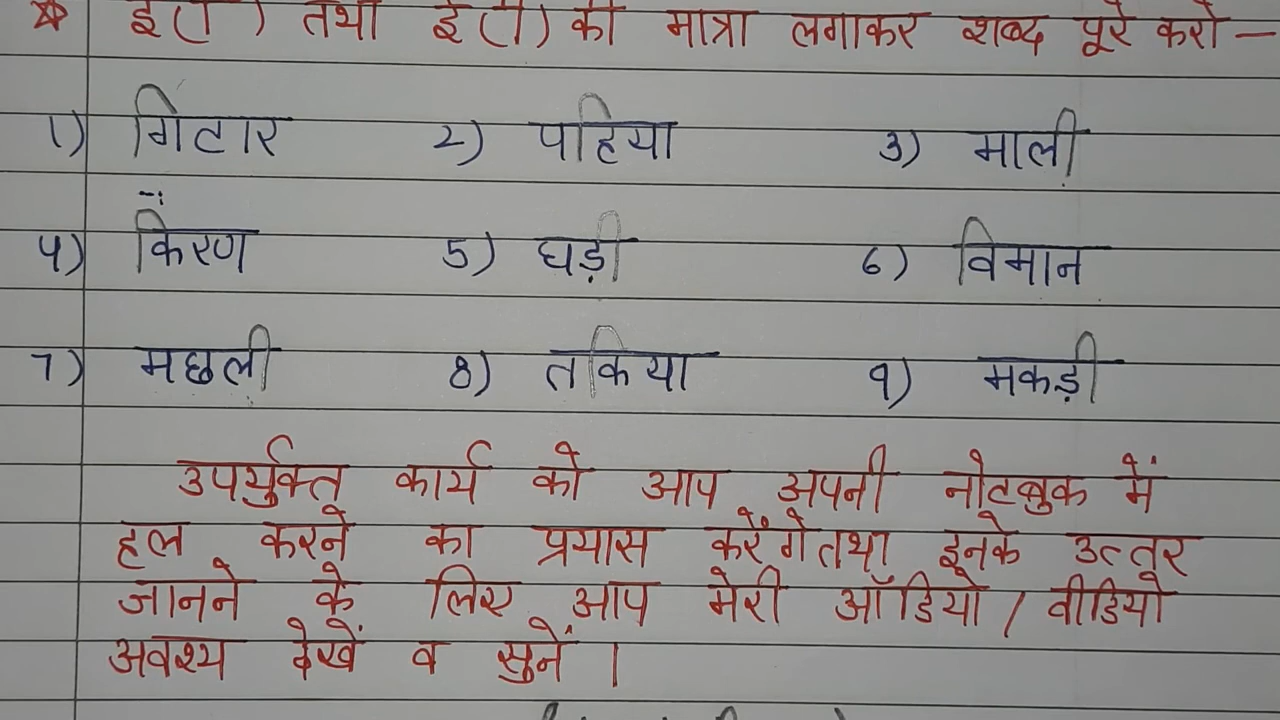 * इ(ि) तथा ई(ी) की मात्रा लगाकर शब्द पूरे करो –
1) गिटार 2) पहिया 3) माली
4) किरण 5) घड़ी 6) विमान
7) मछली 8) तकिया 9) मकड़ी
उपर्युक्त कार्य को आप अपनी नोटबुक में
हल करने का प्रयास करेंगे तथा इनके उत्तर
जानने के लिए आप मेरी ऑडियो / वीडियो
अवश्य देखें व सुनें ।